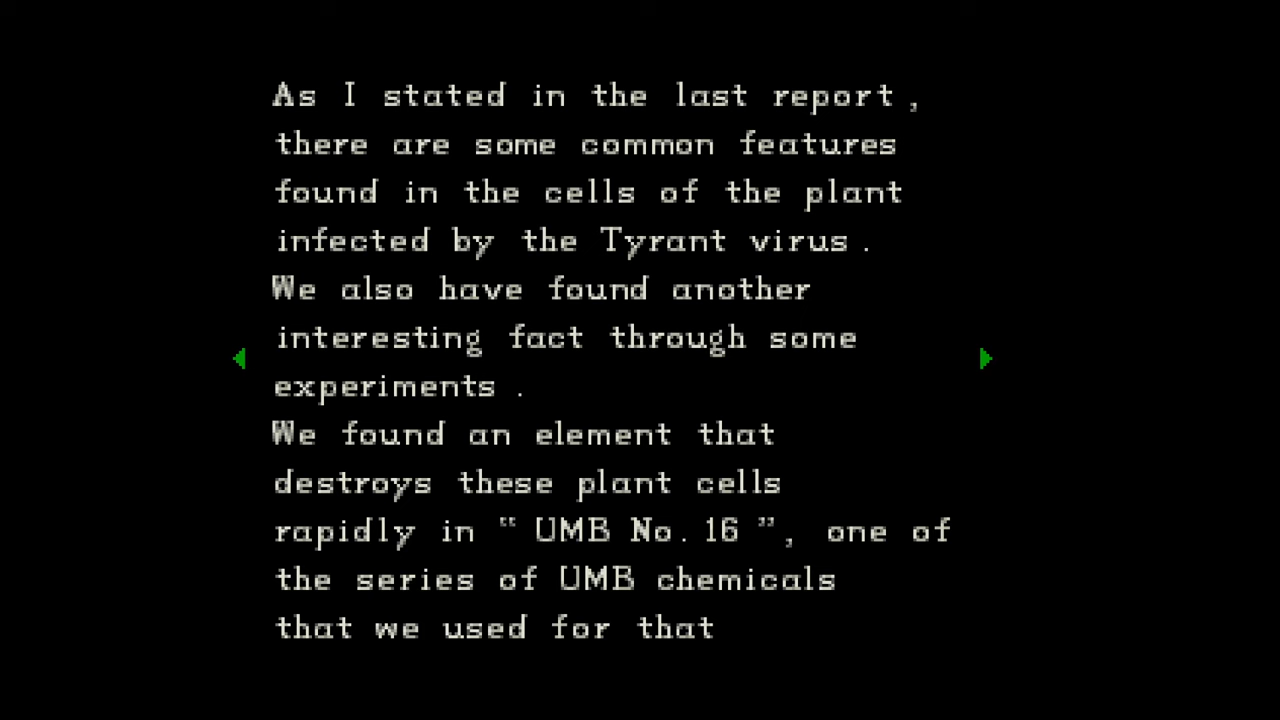 As I stated in the last report,
there are some common features
found in the cells of the plant
infected by the Tyrant virus.
We also have found another
interesting fact through some
experiments.
We found an element that
destroys these plant cells
rapidly in “ UMB No.16 ”, one of
the series of UMB chemicals
that we used for that